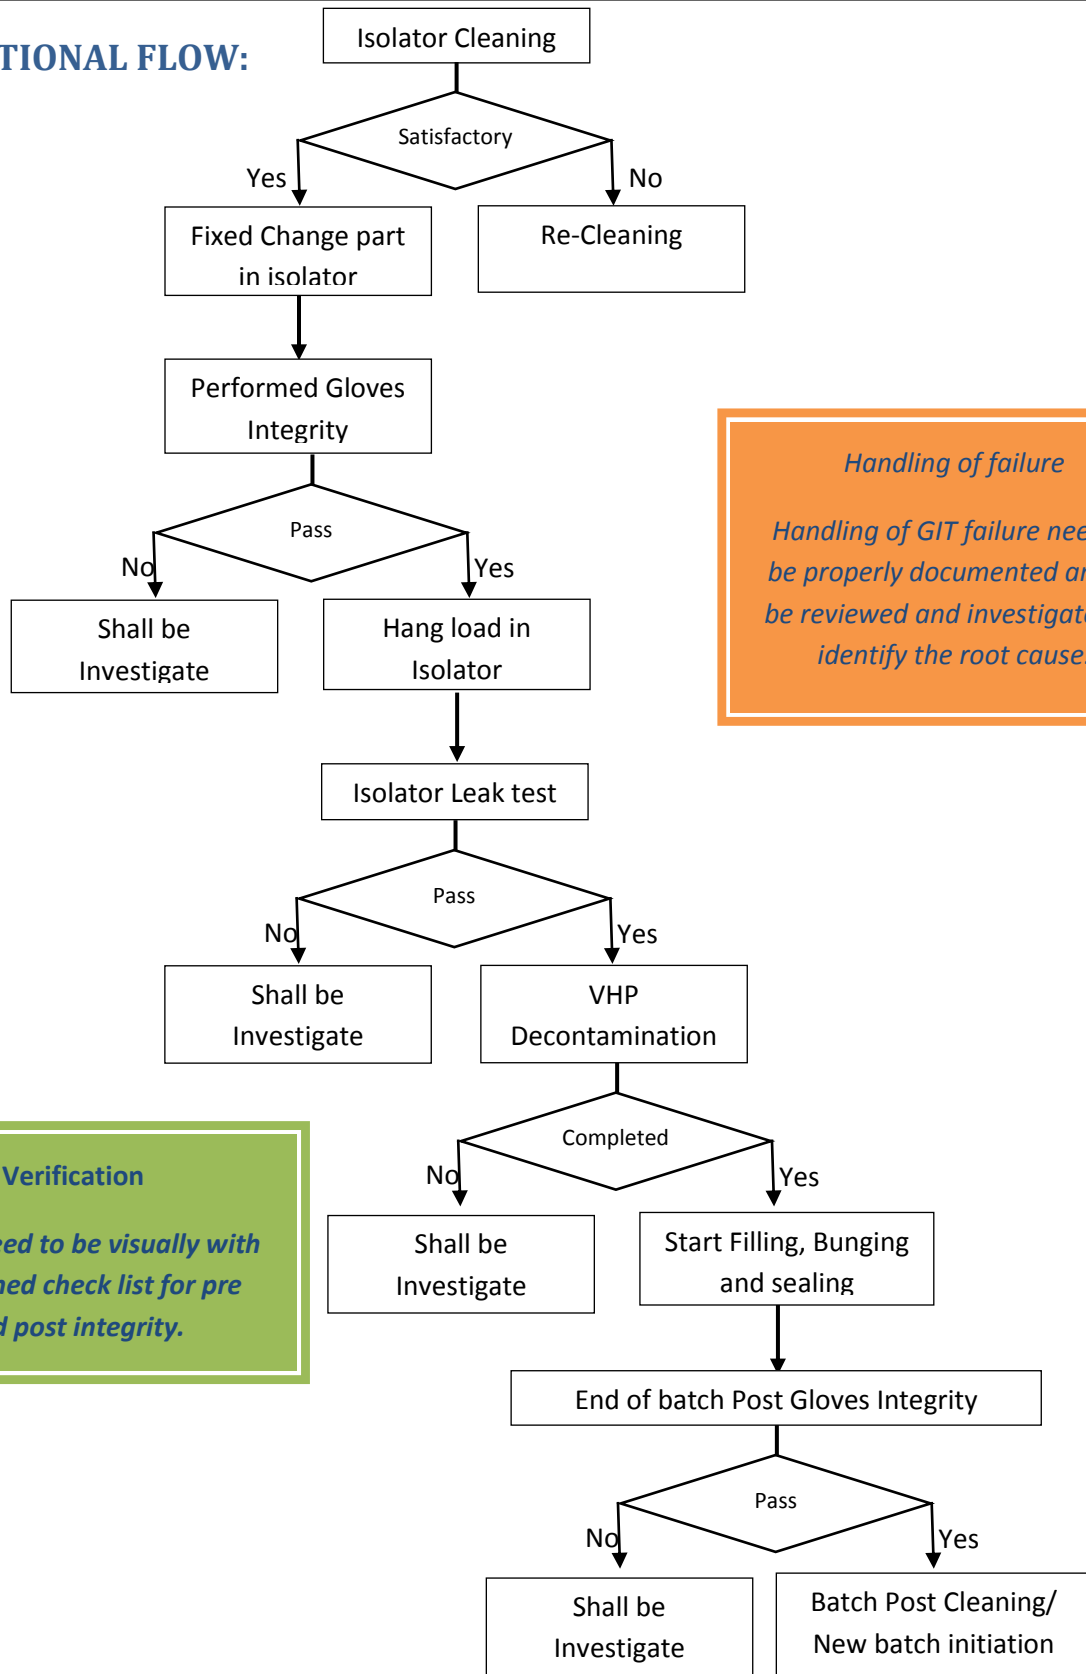 TIONAL FLOW:
Isolator Cleaning
Satisfactory
Yes
No
Fixed Change part
in isolator
Re-Cleaning
Performed Gloves
Integrity
Pass
No
Yes
Shall be
Investigate
Hang load in
Isolator
Handling of failure
Handling of GIT failure nee
be properly documented an
be reviewed and investigat
identify the root cause.
Isolator Leak test
Pass
No
Yes
Shall be
Investigate
VHP
Decontamination
Completed
No
Yes
Shall be
Investigate
Start Filling, Bunging
and sealing
Verification
eed to be visually with
ned check list for pre
d post integrity.
End of batch Post Gloves Integrity
Pass
No
Yes
Shall be
Investigate
Batch Post Cleaning/
New batch initiation